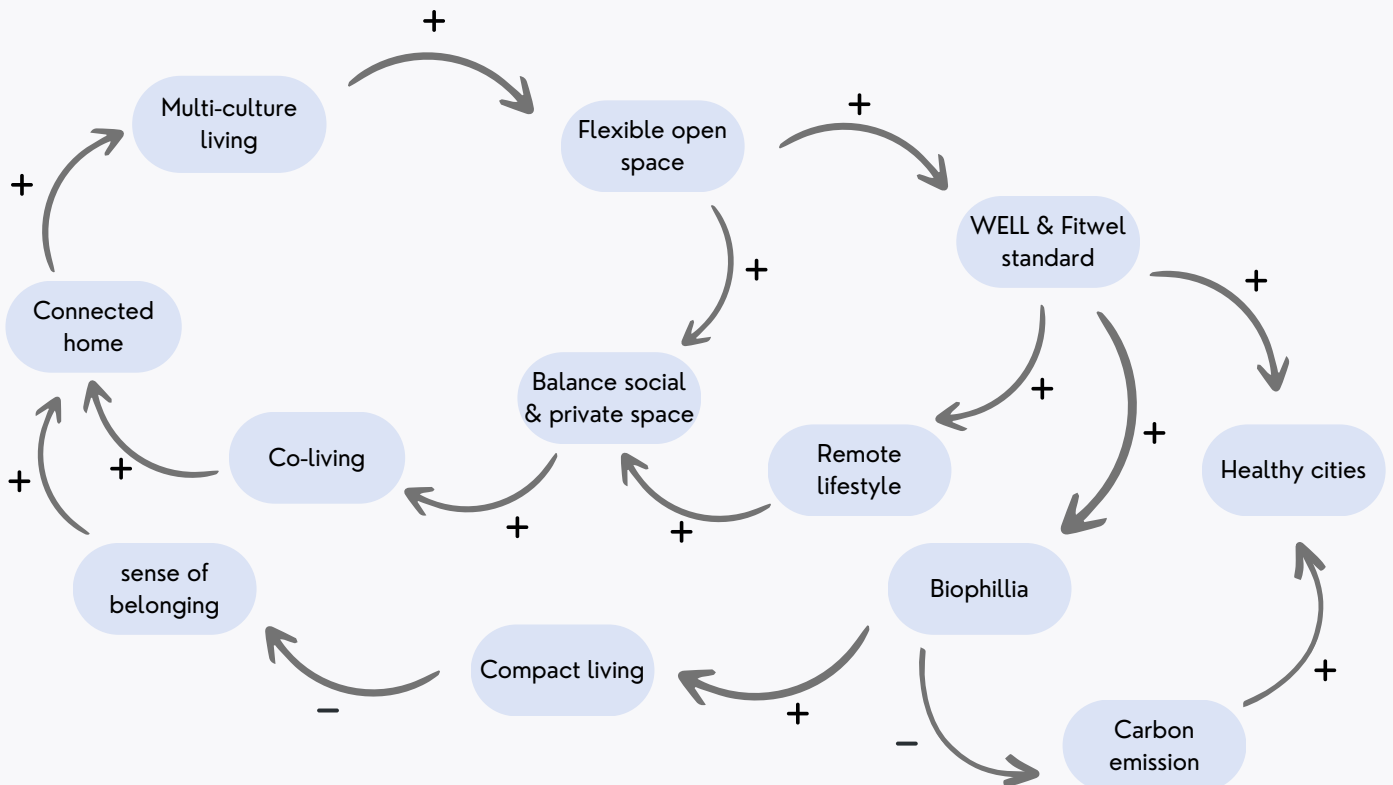 +
Multi-culture
living
+
Flexible open
space
+
+
WELL & Fitwel
standard
+
+
Connected
home
Balance social
& private space
+
+
Remote
lifestyle
Healthy cities
Co-living
+
+
+
+
sense of
belonging
Biophillia
Compact living
–
+
–
+
Carbon
emission